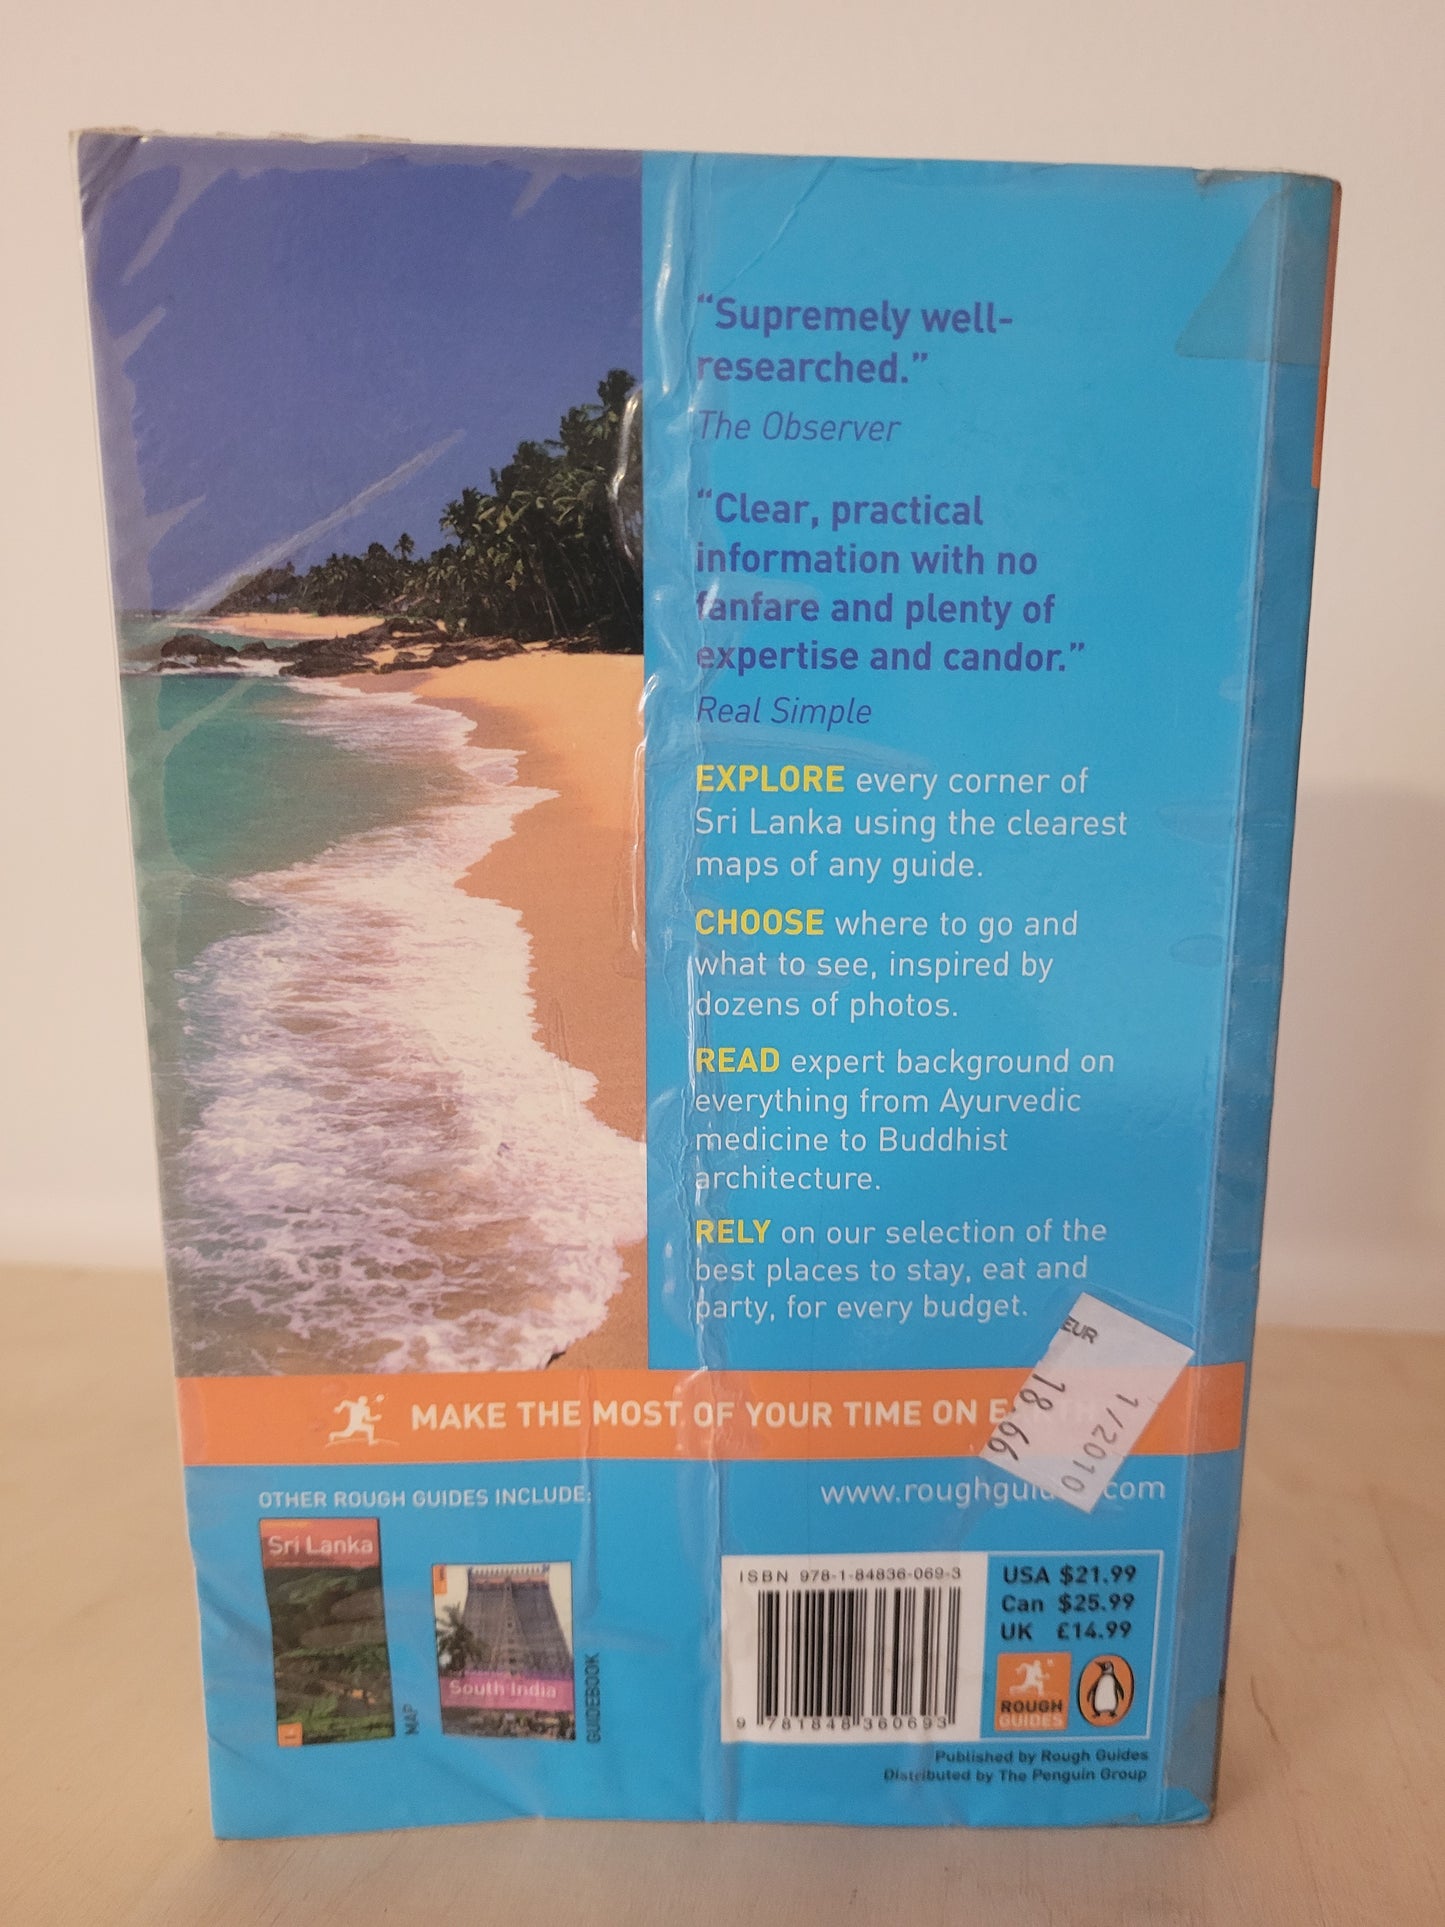 “Supremely well-
researched.”
The Observer
“Clear, practical
information with no
fanfare and plenty of
expertise and candor.”
Real Simple
EXPLORE every corner of
Sri Lanka using the clearest
maps of any guide.
CHOOSE where to go and
what to see, inspired by
dozens of photos.
READ expert background on
everything from Ayurvedic
medicine to Buddhist
architecture.
RELY on our selection of the
best places to stay, eat and
party, for every budget.
EUR
18,66
1/2010
MAKE THE MOST OF YOUR TIME ON
www.roughgui .com
OTHER ROUGH GUIDES INCLUDE:
Sri Lanka
MAP
South India
GUIDEBOOK
ISBN 978-1-84836-069-3
9 781848 360693
USA $21.99
Can $25.99
UK £14.99
ROUGH
GUIDES
Published by Rough Guides
Distributed by The Penguin Group